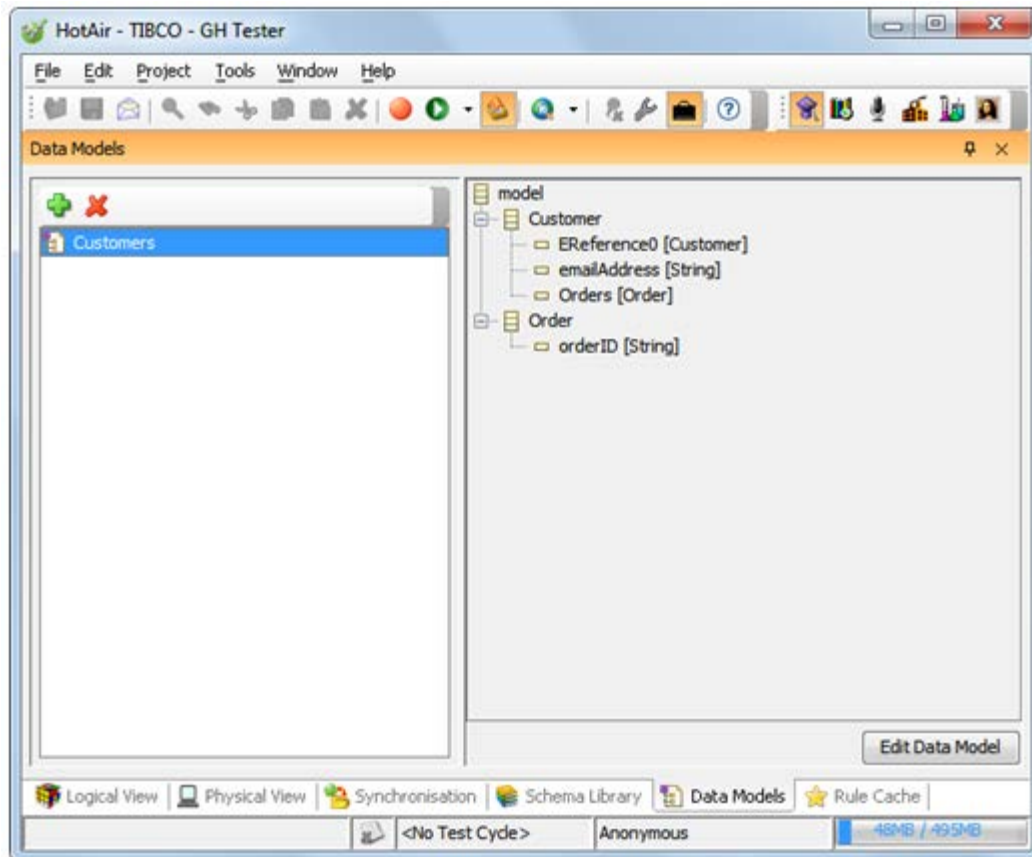 HotAir - TIBCO - GH Tester
File Edit Project Tools Window Help
Data Models
Customers
model
Customer
EReference0 [Customer]
emailAddress [String]
Orders [Order]
Order
orderID [String]
Edit Data Model
Logical View Physical View Synchronisation Schema Library Data Models Rule Cache
<No Test Cycle> Anonymous 48MB / 495MB